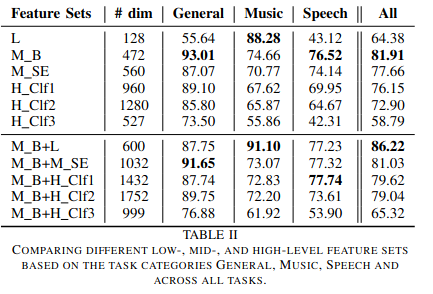 Feature Sets # dim General Music Speech All
L 128 55.64 88.28 43.12 64.38
M_B 472 93.01 74.66 76.52 81.91
M_SE 560 87.07 70.77 74.14 77.66
H_Clf1 960 89.10 67.62 69.95 76.15
H_Clf2 1280 85.80 65.87 64.67 72.90
H_Clf3 527 73.50 55.86 42.31 58.79
M_B+L 600 87.75 91.10 77.23 86.22
M_B+M_SE 1032 91.65 73.07 77.32 81.03
M_B+H_Clf1 1432 87.74 72.83 77.74 79.62
M_B+H_Clf2 1752 89.75 72.20 73.61 79.04
M_B+H_Clf3 999 76.88 61.92 53.90 65.32
TABLE II
COMPARING DIFFERENT LOW-, MID-, AND HIGH-LEVEL FEATURE SETS
BASED ON THE TASK CATEGORIES GENERAL, MUSIC, SPEECH AND
ACROSS ALL TASKS.